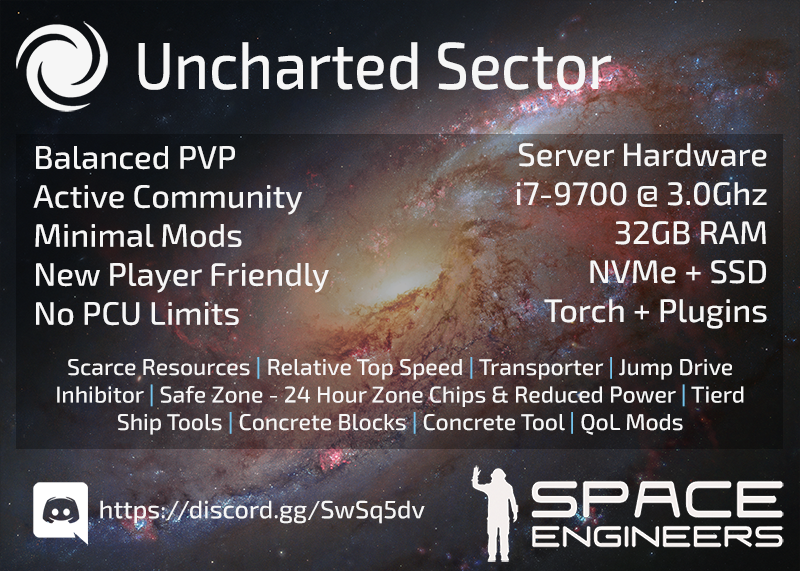 Uncharted Sector
Balanced PVP
Active Community
Minimal Mods
New Player Friendly
No PCU Limits
Server Hardware
i7-9700 @ 3.0Ghz
32GB RAM
NVMe + SSD
Torch + Plugins
Scarce Resources | Relative Top Speed | Transporter | Jump Drive
Inhibitor | Safe Zone - 24 Hour Zone Chips & Reduced Power | Tierd
Ship Tools | Concrete Blocks | Concrete Tool | QoL Mods
https://discord.gg/SwSq5dv
SPACE
ENGINEERS